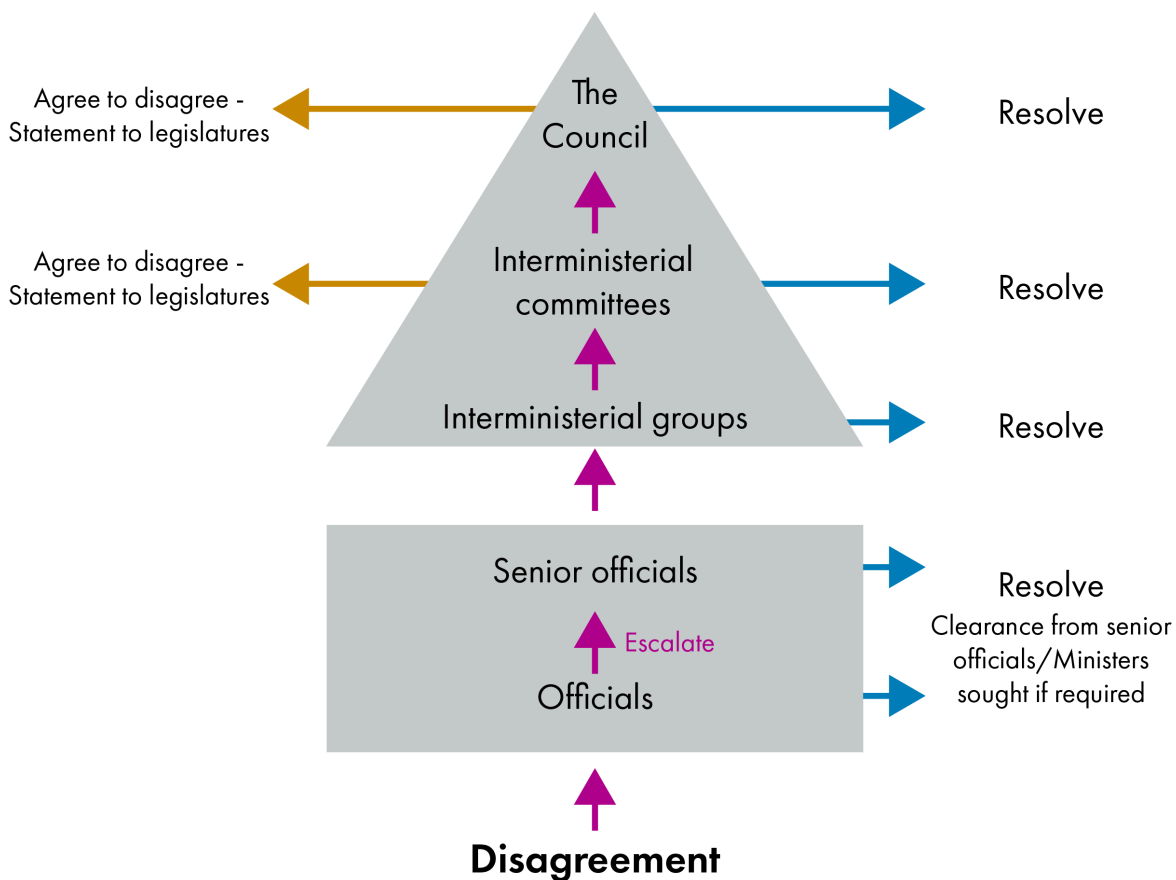 Agree to disagree -
Statement to legislatures
The
Council
Resolve
Agree to disagree -
Statement to legislatures
Interministerial
committees
Resolve
Interministerial groups
Resolve
Senior officials
Resolve
Escalate
Clearance from senior
officials/Ministers
sought if required
Officials
Disagreement